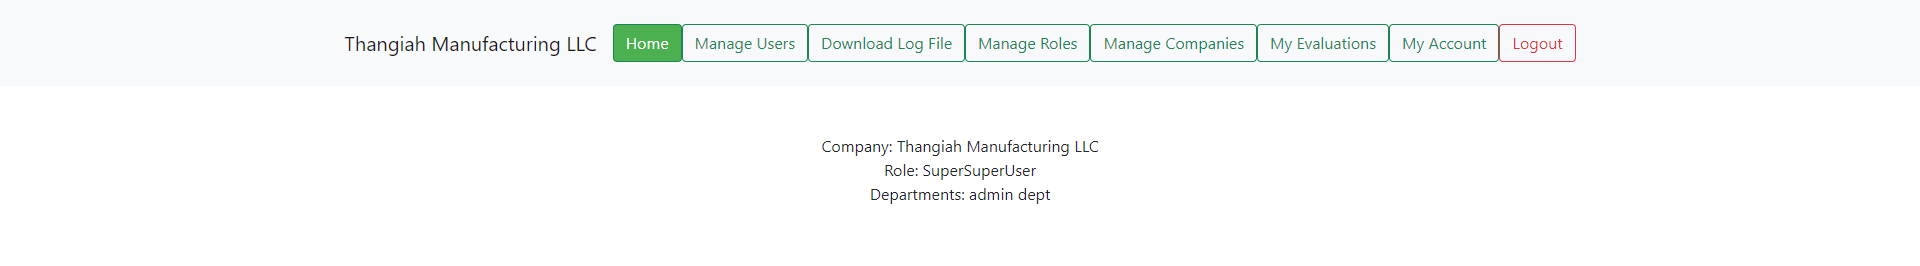 Thangiah Manufacturing LLC Home Manage Users Download Log File Manage Roles Manage Companies My Evaluations My Account Logout
Company: Thangiah Manufacturing LLC
Role: SuperSuperUser
Departments: admin dept